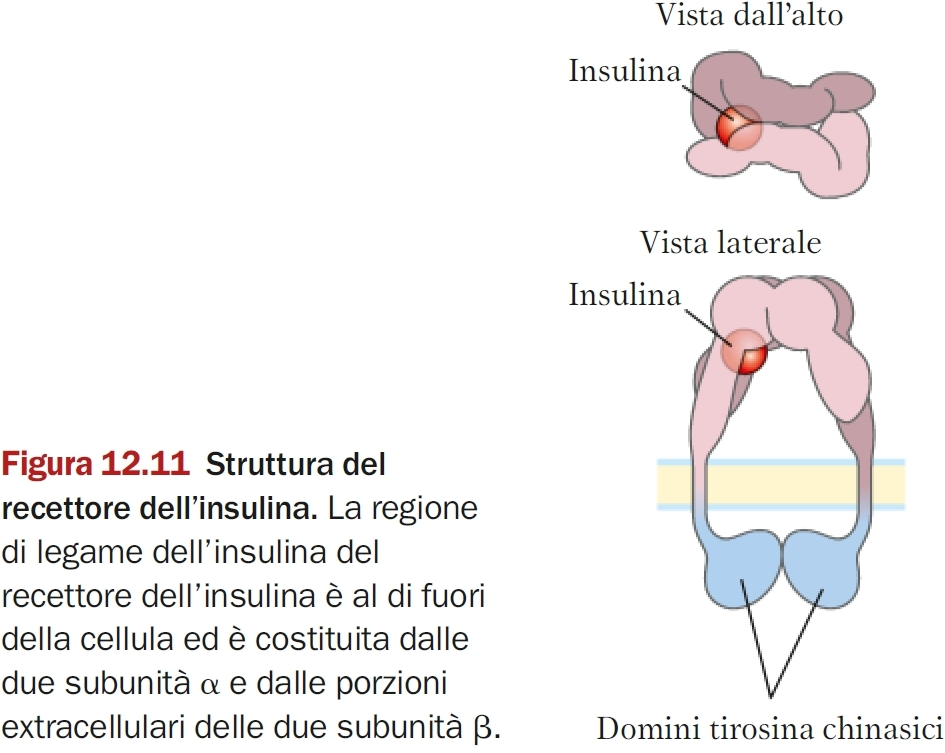 Vista dall'alto
Insulina
Vista laterale
Insulina
Domini tirosina chinasici
Figura 12.11 Struttura del
recettore dell'insulina. La regione
di legame dell'insulina del
recettore dell'insulina è al di fuori
della cellula ed è costituita dalle
due subunità α e dalle porzioni
extracellulari delle due subunità β.